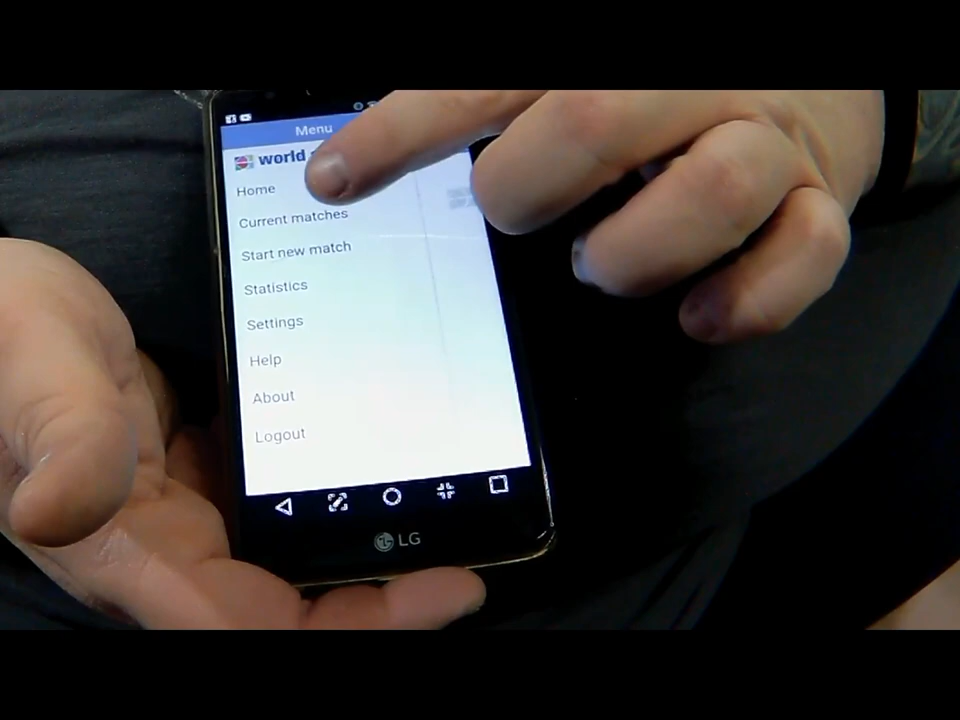 Menu
world
Home
Current matches
Start new match
Statistics
Settings
Help
About
Logout
LG